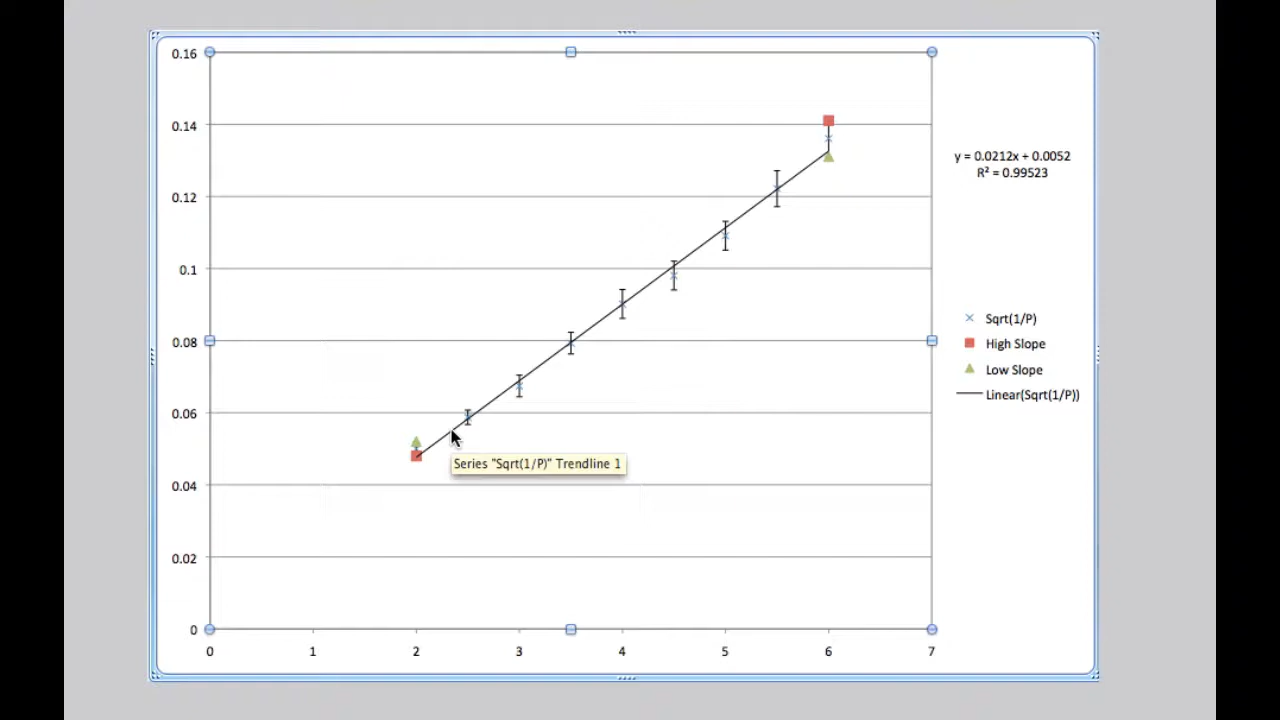 0.16
0.14
0.12
0.1
0.08
0.06
0.04
0.02
0
0 1 2 3 4 5 6 7
y = 0.0212x + 0.0052
R² = 0.99523
Sqrt(1/P)
High Slope
Low Slope
Linear(Sqrt(1/P))
Series "Sqrt(1/P)" Trendline 1